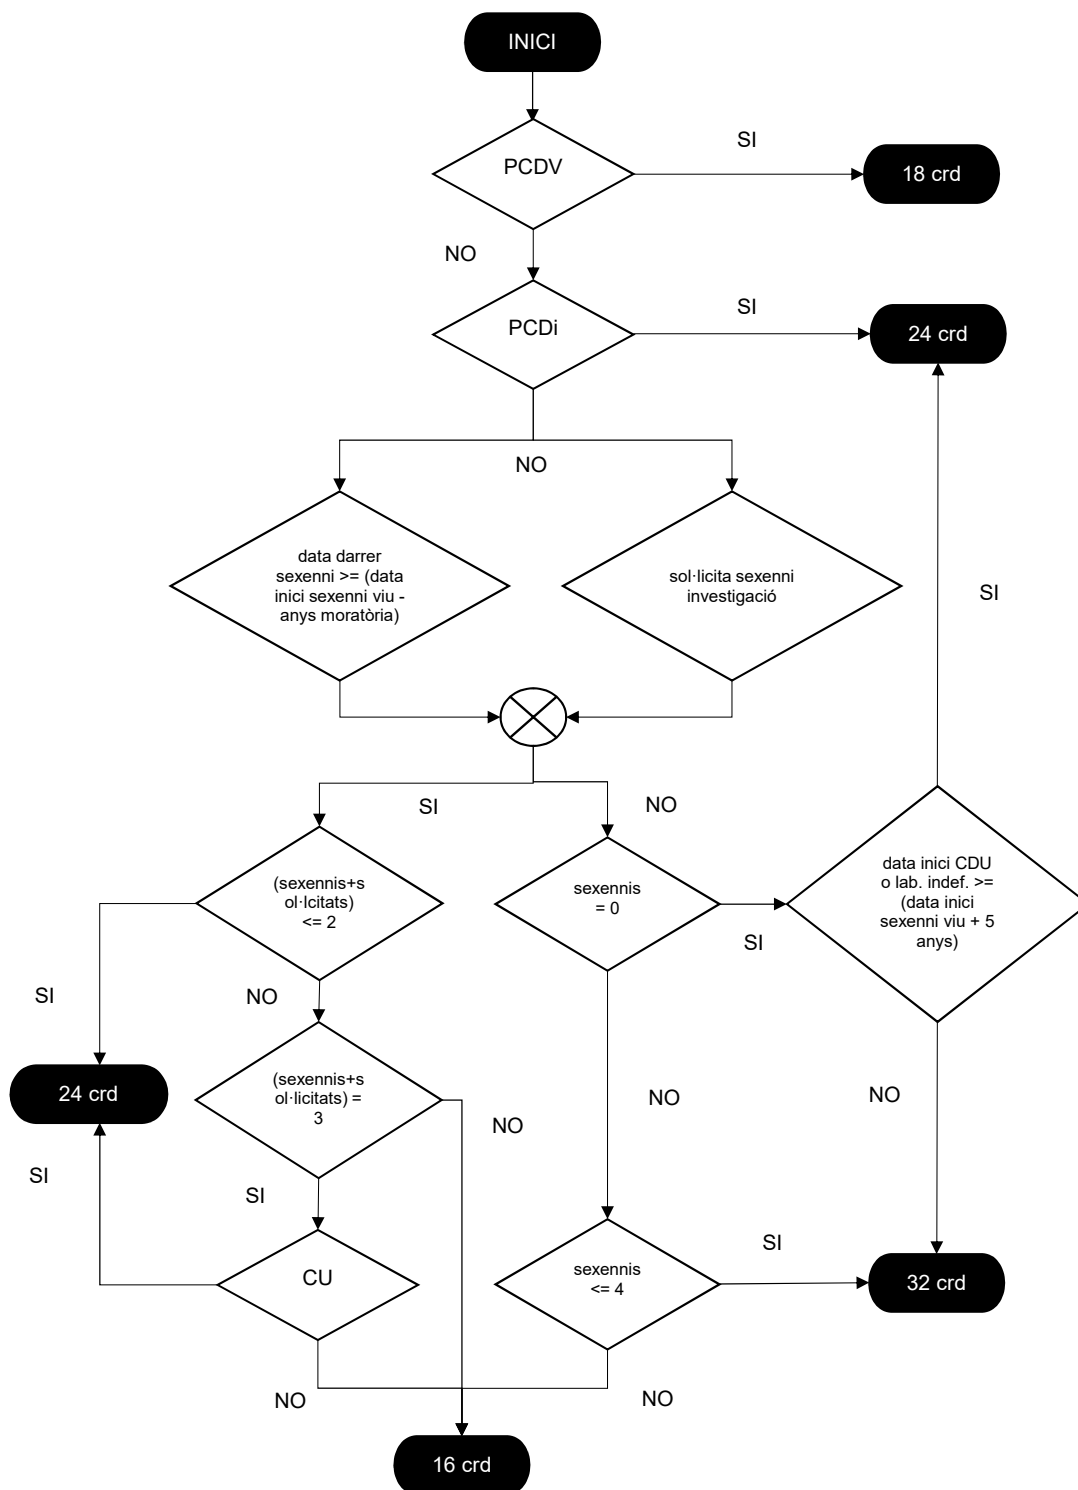 INICI
PCDV
SI
18 crd
NO
PCDi
SI
24 crd
NO
data darrer
sexenni >= (data
inici sexenni viu -
anys moratòria)
sol·licita sexenni
investigació
SI
SI
NO
(sexennis+s
ol·lcitats)
<= 2
sexennis
= 0
SI
data inici CDU
o lab. indef. >=
(data inici
sexenni viu + 5
anys)
SI
NO
24 crd
(sexennis+s
ol·licitats) =
3
NO
NO
NO
SI
SI
CU
sexennis
<= 4
SI
32 crd
NO
NO
16 crd